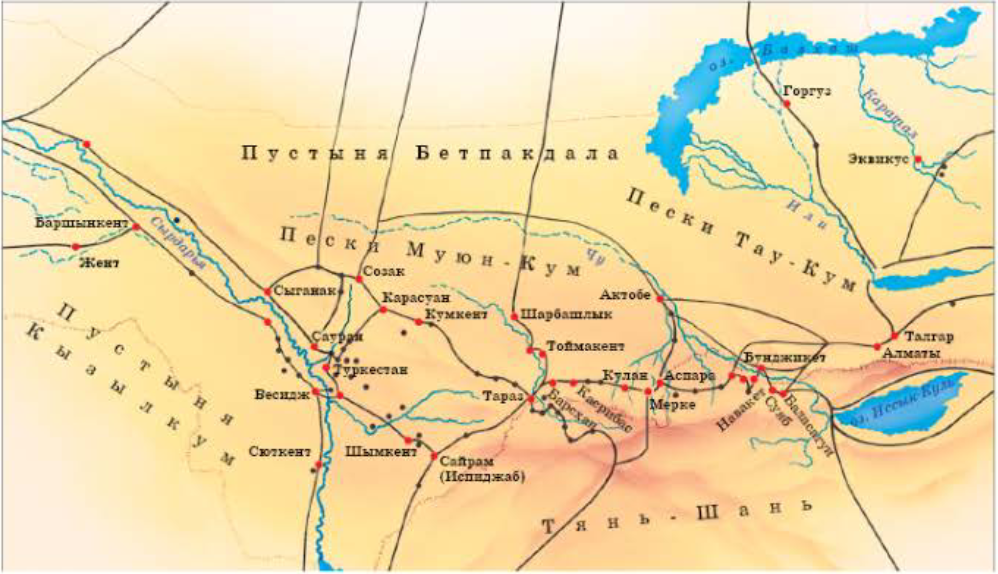 оз. Балхаш
Горгуз
Каратал
Пустыня Бетпакдала
Эквикус
Пески Тау-Кум
Или
Баршынкент
Сырдарья
Жент
Пески Муюн-Кум
Чу
Созак
Сыганак
Карасуан
Кумкент
Шарбашлык
Актобе
Пустыня
Кызылкум
Сауран
Тоймакент
Талгар
Алматы
Бунджикет
Туркестан
Весидж
Тараз
Барсхан
Касрибас
Кулан
Аспара
Мерке
Навакет
Суяб
Баласагун
оз. Иссык-Куль
Сюткент
Шымкент
Сайрам
(Испиджаб)
Тянь-Шань